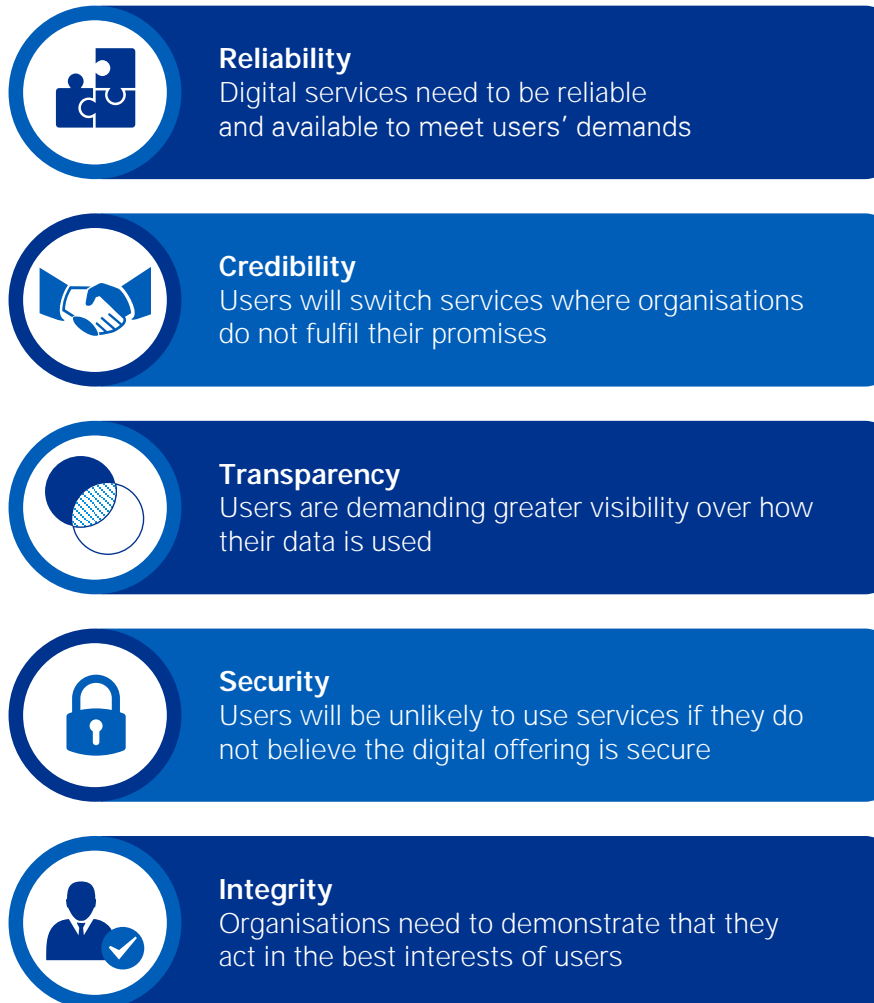 Reliability
Digital services need to be reliable
and available to meet users’ demands
Credibility
Users will switch services where organisations
do not fulfil their promises
Transparency
Users are demanding greater visibility over how
their data is used
Security
Users will be unlikely to use services if they do
not believe the digital offering is secure
Integrity
Organisations need to demonstrate that they
act in the best interests of users